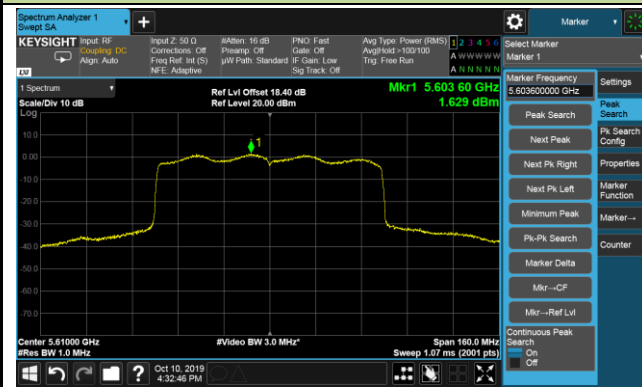 Spectrum Analyzer 1
Swept SA
+
Marker
KEYSIGHT
LXI
Input: RF
Coupling: DC
Align: Auto
Input Z: 50 Ω
Corrections: Off
Freq Ref: Int (S)
NFE: Adaptive
#Atten: 16 dB
Preamp: Off
µW Path: Standard
PNO: Fast
Gate: Off
IF Gain: Low
Sig Track: Off
Avg Type: Power (RMS)
Avg|Hold:>100/100
Trig: Free Run
1 2 3 4 5 6
A W W W W W
A N N N N N
Select Marker
Marker 1
1 Spectrum
Scale/Div 10 dB
Ref Lvl Offset 18.40 dB
Ref Level 20.00 dBm
Mkr1 5.603 60 GHz
1.629 dBm
Log
10.0
0.00
-10.0
-20.0
-30.0
-40.0
-50.0
-60.0
-70.0
1
Center 5.61000 GHz
#Res BW 1.0 MHz
#Video BW 3.0 MHz*
Span 160.0 MHz
Sweep 1.07 ms (2001 pts)
Marker Frequency
5.603600000 GHz
Peak Search
Next Peak
Next Pk Right
Next Pk Left
Minimum Peak
Pk-Pk Search
Marker Delta
Mkr→CF
Mkr→Ref Lvl
Continuous Peak
Search
On
Off
Settings
Peak
Search
Pk Search
Config
Properties
Marker
Function
Marker→
Counter
?
Oct 10, 2019
4:32:46 PM